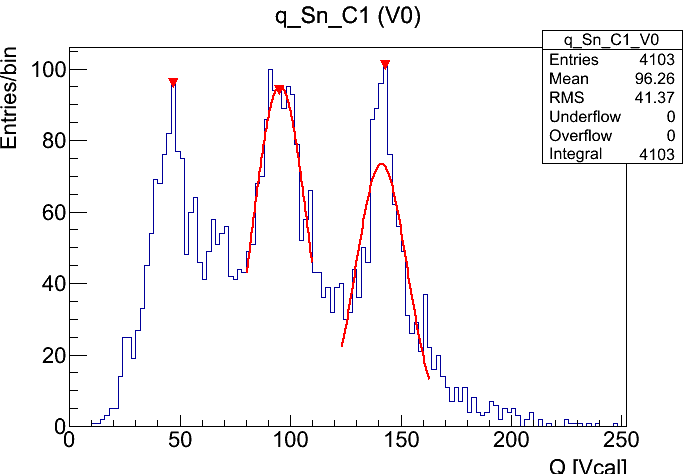 q_Sn_C1 (V0)
q_Sn_C1_V0
Entries 4103
Mean 96.26
RMS 41.37
Underflow 0
Overflow 0
Integral 4103
Entries/bin
100
80
60
40
20
0
0 50 100 150 200 250
Q [Vcal]